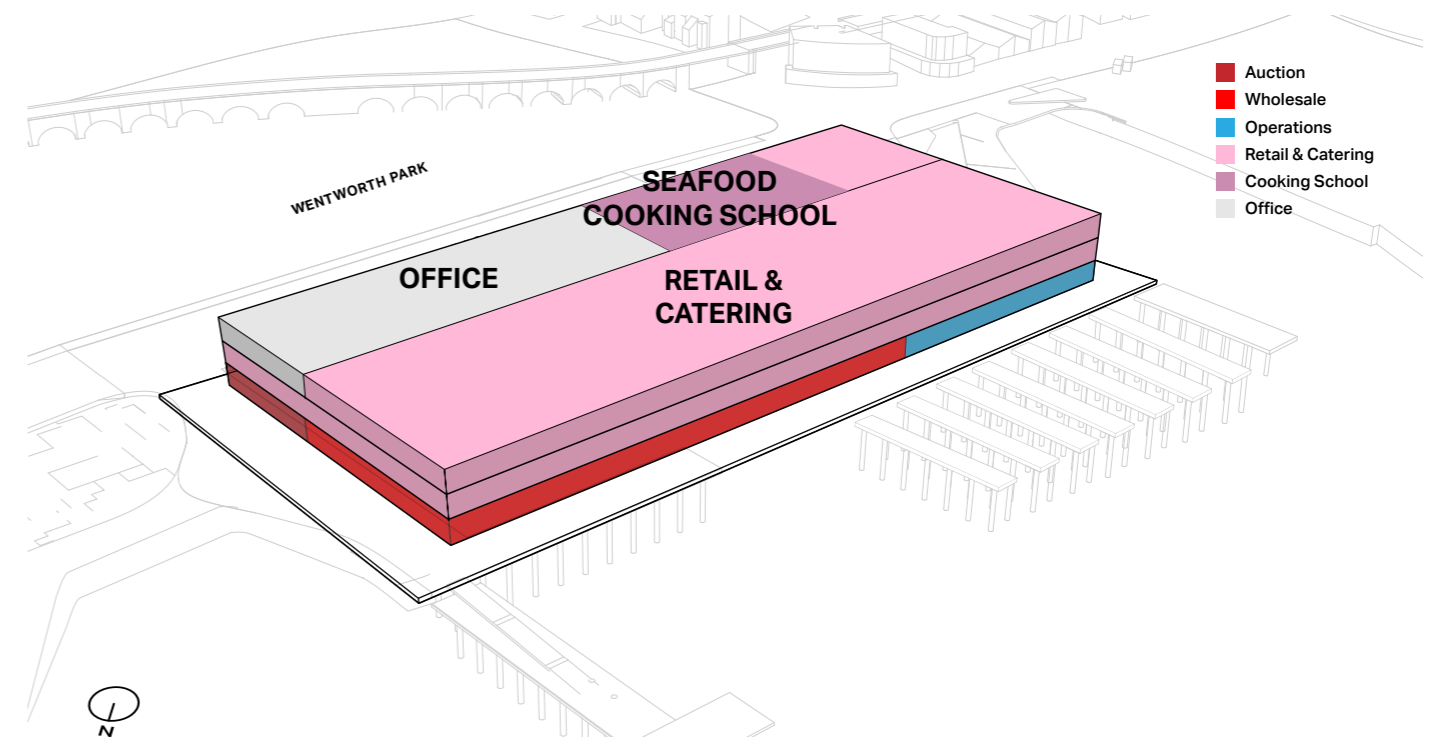 Auction
Wholesale
Operations
Retail & Catering
Cooking School
Office
WENTWORTH PARK
SEAFOOD
COOKING SCHOOL
OFFICE
RETAIL &
CATERING
N